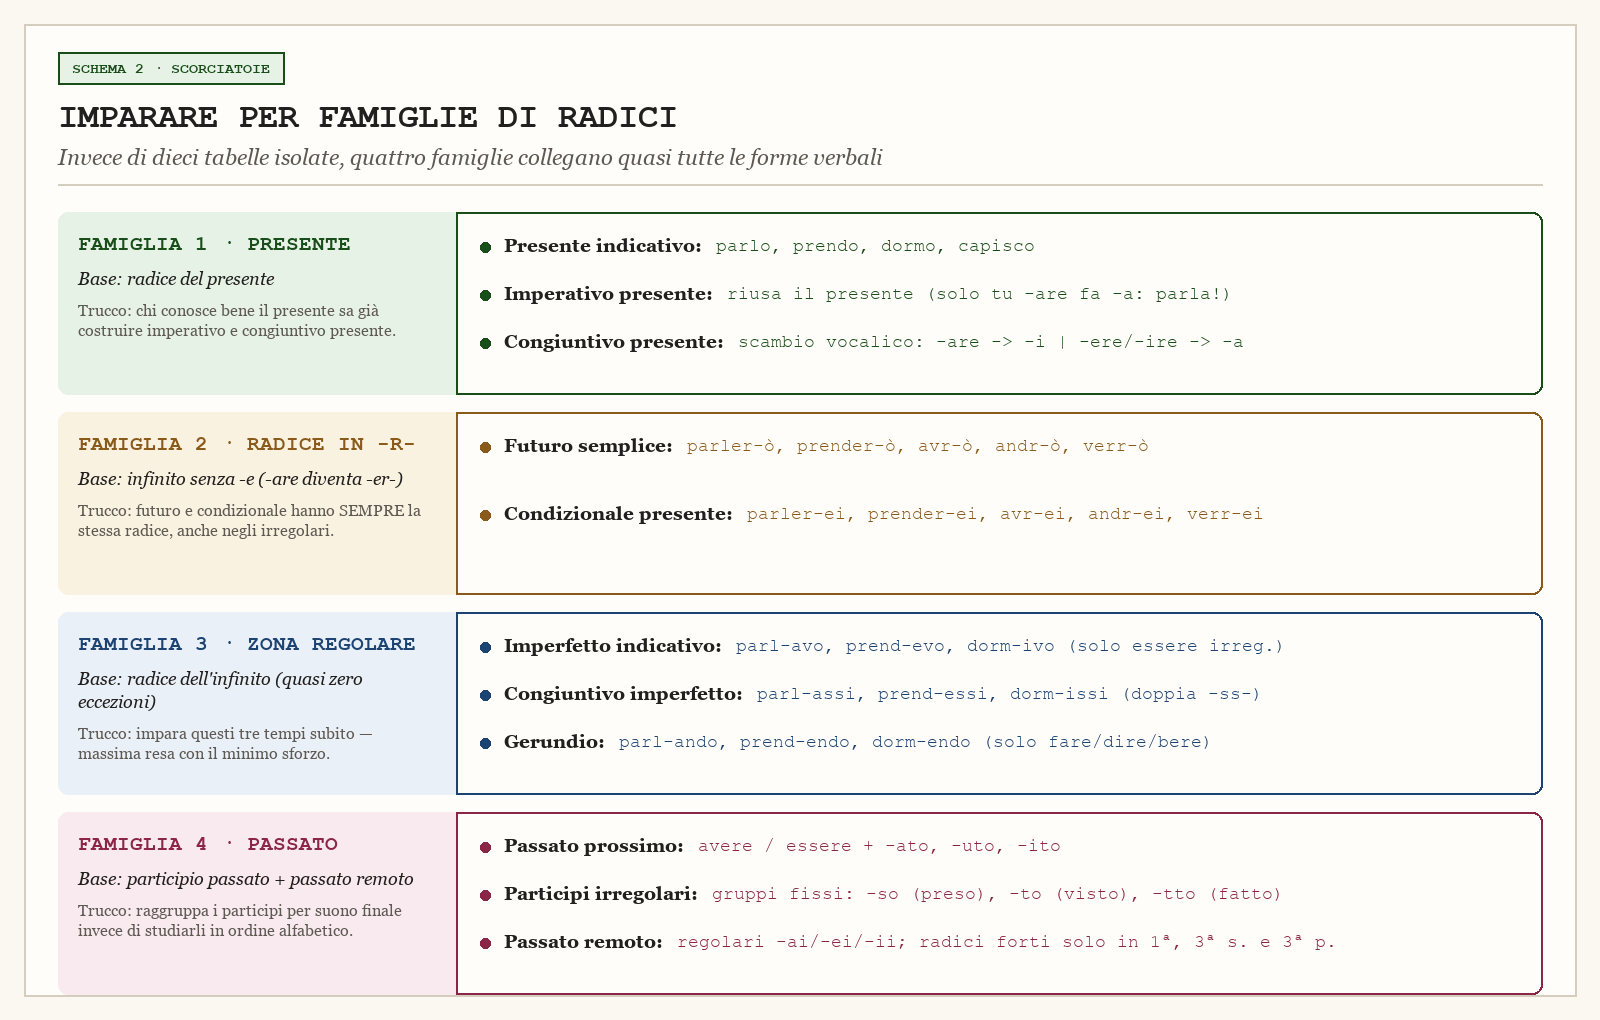 SCHEMA 2 · SCORCIATOIE
IMPARARE PER FAMIGLIE DI RADICI
Invece di dieci tabelle isolate, quattro famiglie collegano quasi tutte le forme verbali
FAMIGLIA 1 · PRESENTE
Base: radice del presente
Trucco: chi conosce bene il presente sa già
costruire imperativo e congiuntivo presente.
Presente indicativo: parlo, prendo, dormo, capisco
Imperativo presente: riusa il presente (solo tu -are fa -a: parla!)
Congiuntivo presente: scambio vocalico: -are -> -i | -ere/-ire -> -a
FAMIGLIA 2 · RADICE IN -R-
Base: infinito senza -e (-are diventa -er-)
Trucco: futuro e condizionale hanno SEMPRE la
stessa radice, anche negli irregolari.
Futuro semplice: parler-ò, prender-ò, avr-ò, andr-ò, verr-ò
Condizionale presente: parler-ei, prender-ei, avr-ei, andr-ei, verr-ei
FAMIGLIA 3 · ZONA REGOLARE
Base: radice dell'infinito (quasi zero
eccezioni)
Trucco: impara questi tre tempi subito —
massima resa con il minimo sforzo.
Imperfetto indicativo: parl-avo, prend-evo, dorm-ivo (solo essere irreg.)
Congiuntivo imperfetto: parl-assi, prend-essi, dorm-issi (doppia -ss-)
Gerundio: parl-ando, prend-endo, dorm-endo (solo fare/dire/bere)
FAMIGLIA 4 · PASSATO
Base: participio passato + passato remoto
Trucco: raggruppa i participi per suono finale
invece di studiarli in ordine alfabetico.
Passato prossimo: avere / essere + -ato, -uto, -ito
Participi irregolari: gruppi fissi: -so (preso), -to (visto), -tto (fatto)
Passato remoto: regolari -ai/-ei/-ii; radici forti solo in 1ª, 3ª s. e 3ª p.